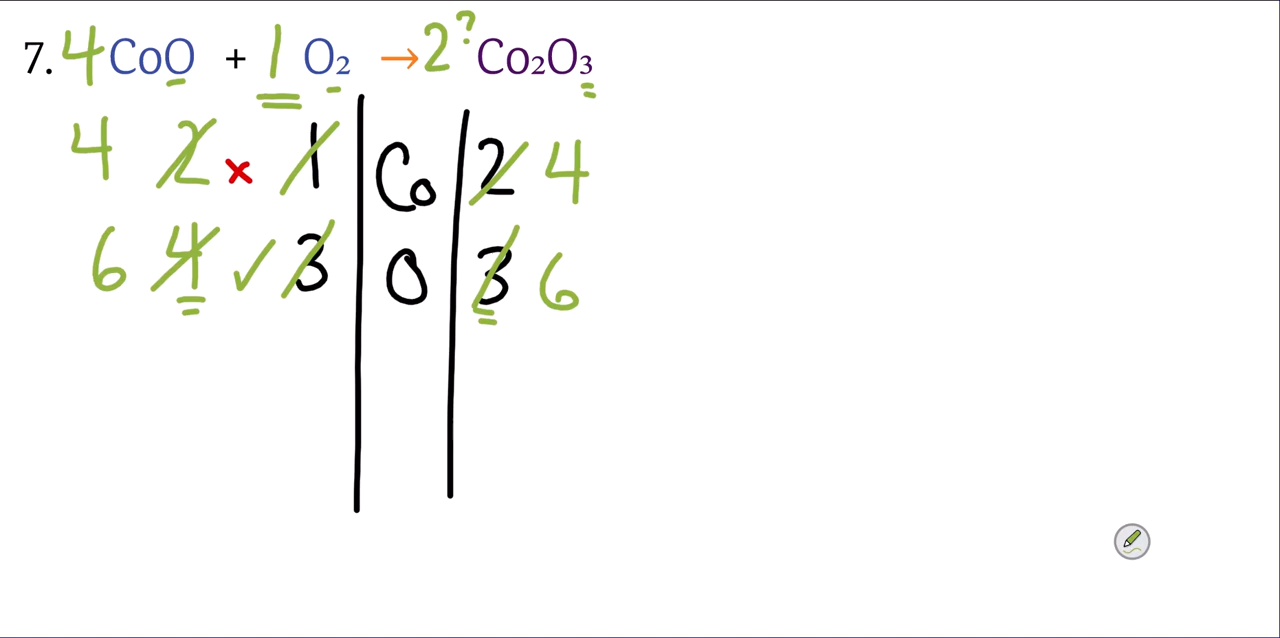 7. 4CoO + 1 O₂ → 2? Co₂O₃
4 2 × 1 Co 2 4
6 4 ✓ 3 O 3 6